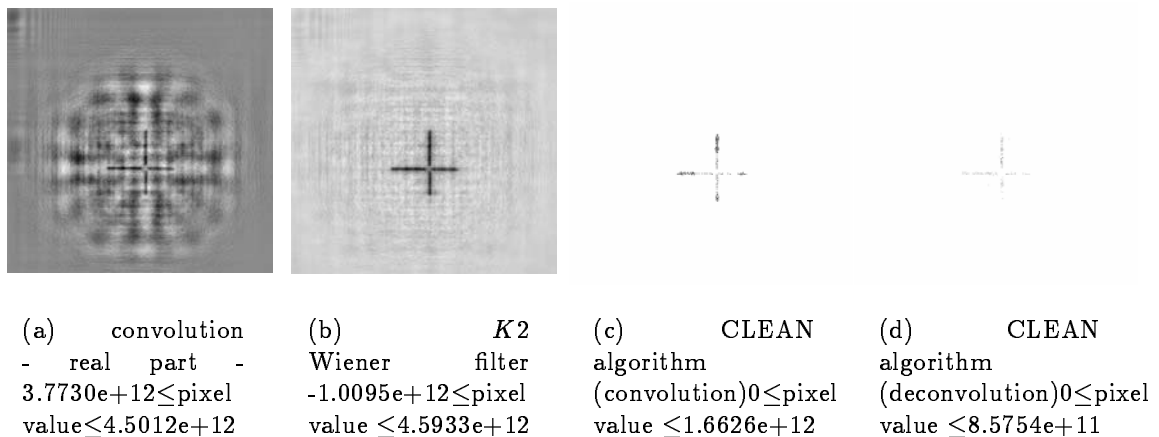 (a) convolution
- real part -
3.7730e+12≤pixel
value≤4.5012e+12
(b) K2
Wiener filter
-1.0095e+12≤pixel
value ≤4.5933e+12
(c) CLEAN
algorithm
(convolution)0≤pixel
value ≤1.6626e+12
(d) CLEAN
algorithm
(deconvolution)0≤pixel
value ≤8.5754e+11